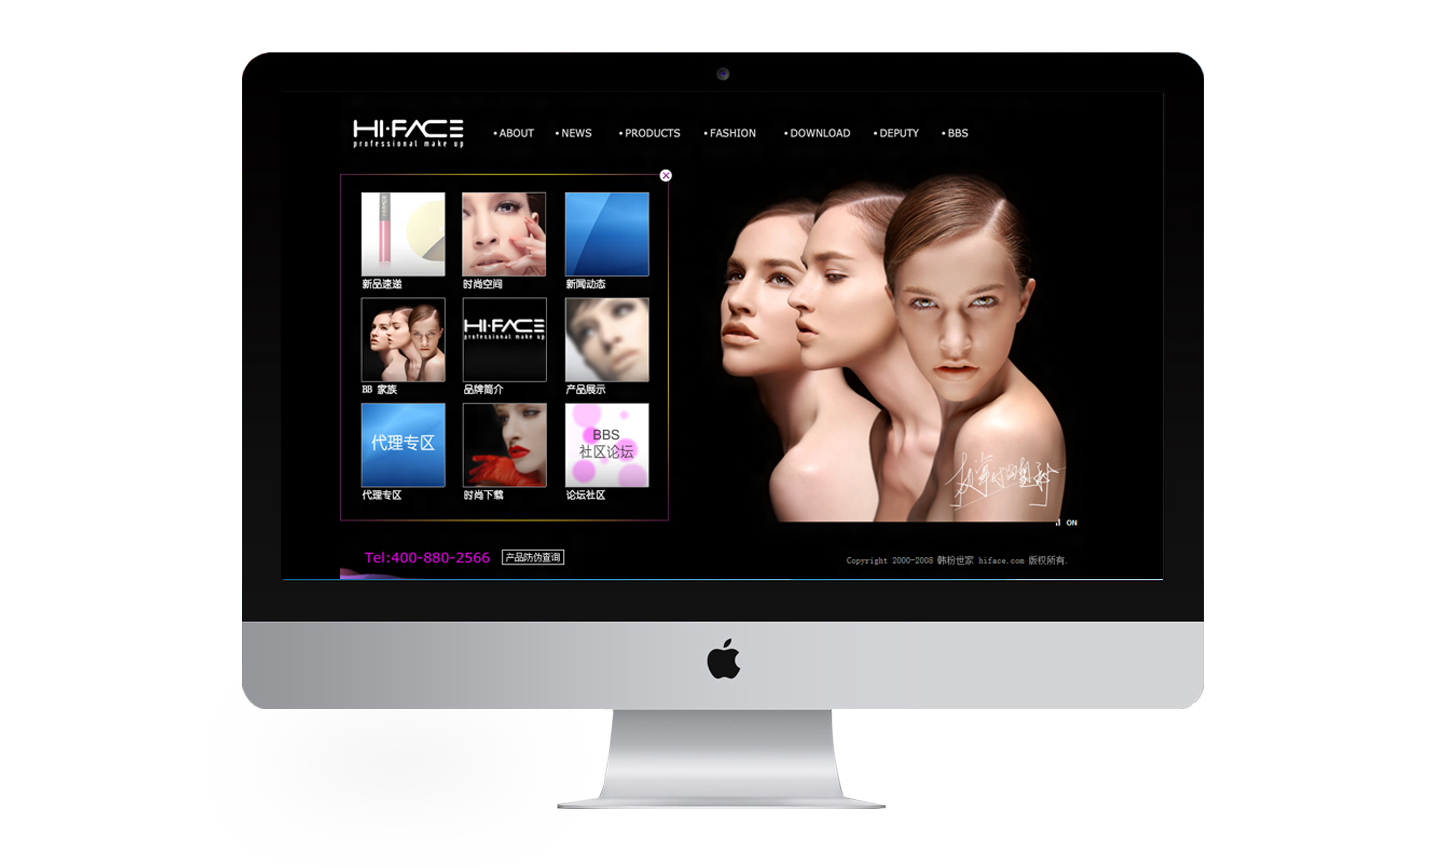 HI·FACE
professional make up
• ABOUT • NEWS • PRODUCTS • FASHION • DOWNLOAD • DEPUTY • BBS
新品速递 时尚空间 新闻动态
HI·FACE
professional make up
BB 家族 品牌简介 产品展示
代理专区
BBS
社区论坛
代理专区 时尚下载 论坛社区
ON
Tel:400-880-2566 产品防伪查询
Copyright 2000-2008 韩粉世家 hiface.com 版权所有.